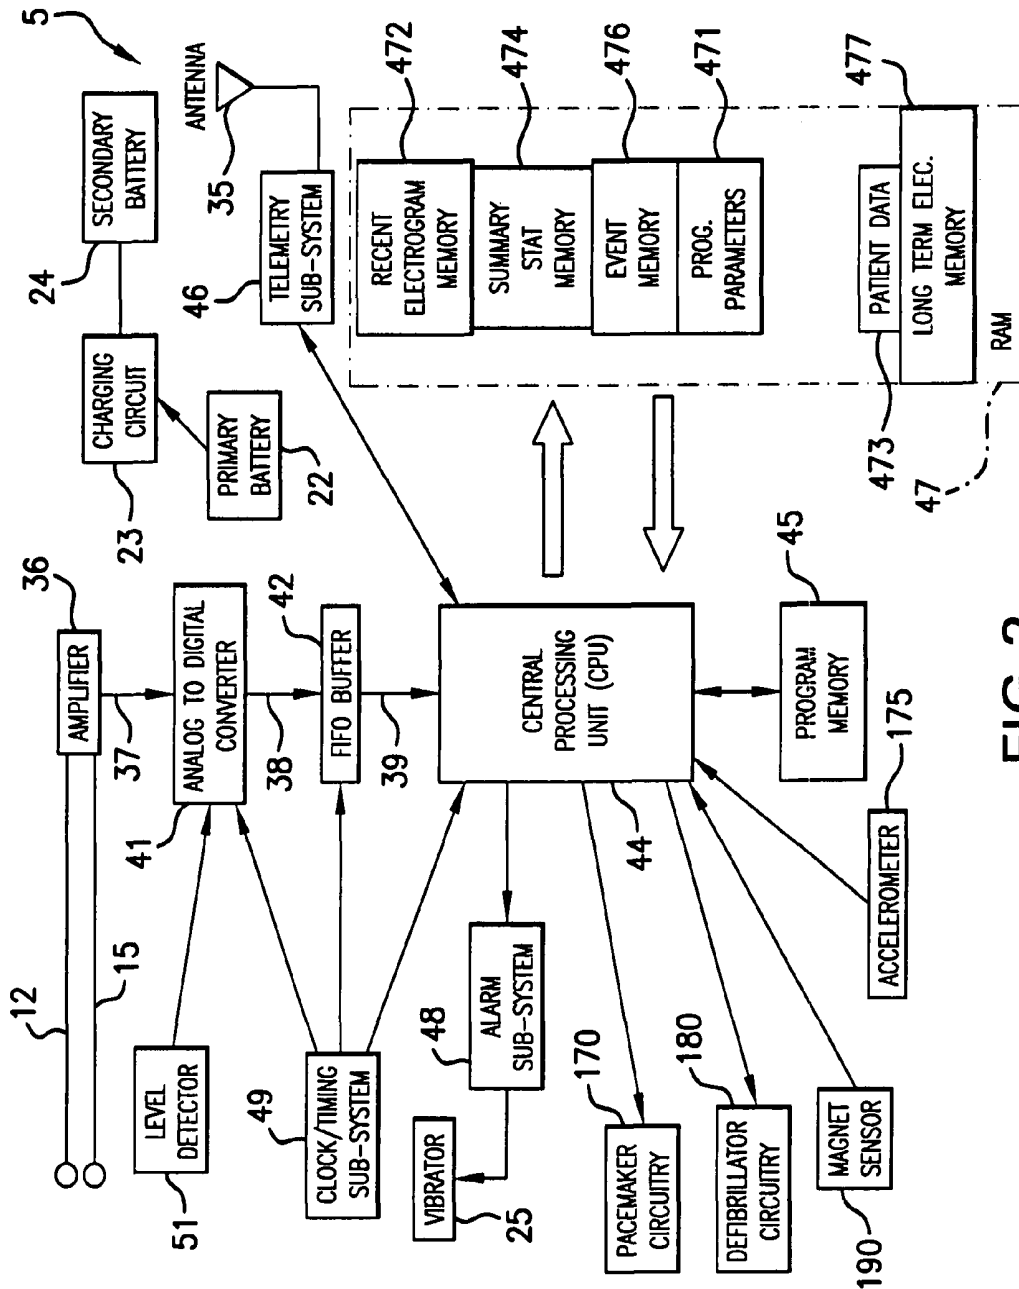 5
SECONDARY
BATTERY
24
CHARGING
CIRCUIT
23
PRIMARY
BATTERY
22
ANTENNA
35
TELEMETRY
SUB-SYSTEM
46
36
AMPLIFIER
12
15
37
ANALOG TO DIGITAL
CONVERTER
41
38
42
FIFO BUFFER
39
LEVEL
DETECTOR
51
49
CLOCK/TIMING
SUB-SYSTEM
CENTRAL
PROCESSING
UNIT (CPU)
44
ALARM
SUB-SYSTEM
48
VIBRATOR
25
170
PACEMAKER
CIRCUITRY
180
DEFIBRILLATOR
CIRCUITRY
MAGNET
SENSOR
190
ACCELEROMETER
175
PROGRAM
MEMORY
45
RECENT
ELECTROGRAM
MEMORY
472
SUMMARY
STAT
MEMORY
474
EVENT
MEMORY
476
PROG.
PARAMETERS
471
PATIENT DATA
473
LONG TERM ELEC.
MEMORY
477
RAM
47